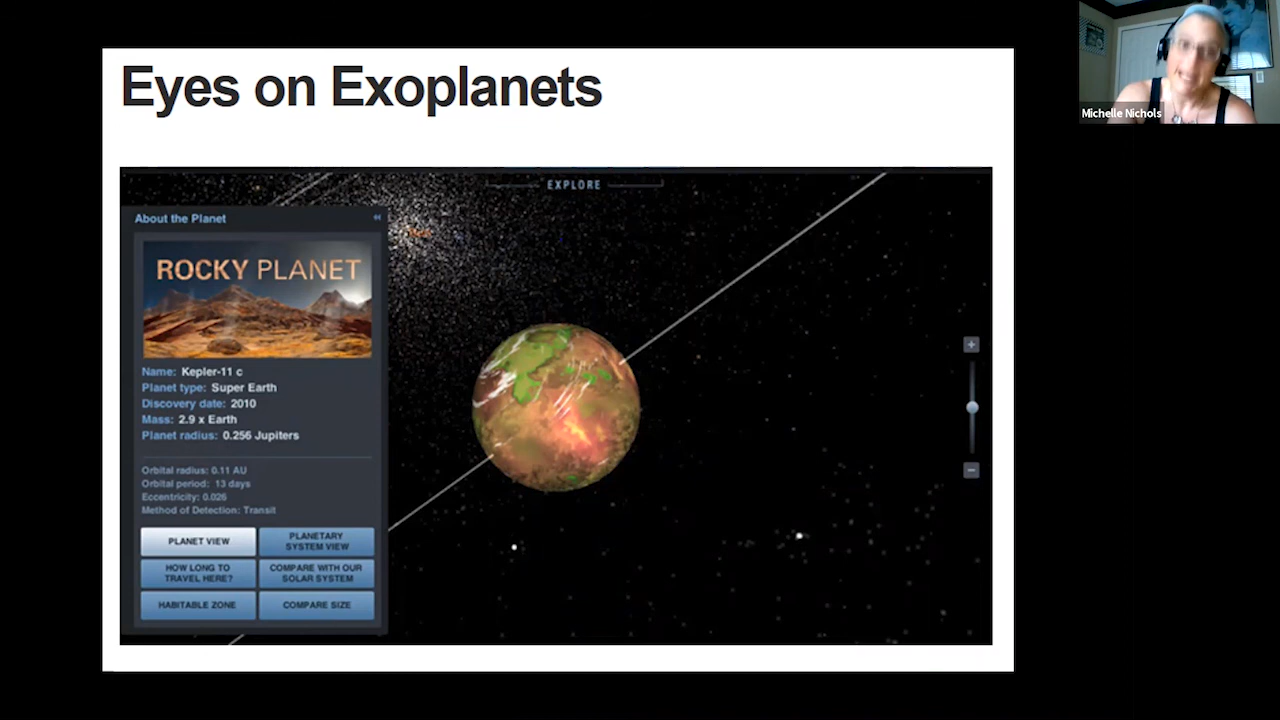 Eyes on Exoplanets
Michelle Nichols
EXPLORE
About the Planet
ROCKY PLANET
Name: Kepler-11 c
Planet type: Super Earth
Discovery date: 2010
Mass: 2.9 x Earth
Planet radius: 0.256 Jupiters
Orbital radius: 0.11 AU
Orbital period: 13 days
Eccentricity: 0.026
Method of Detection: Transit
PLANET VIEW
PLANETARY
SYSTEM VIEW
HOW LONG TO
TRAVEL HERE?
COMPARE WITH OUR
SOLAR SYSTEM
HABITABLE ZONE
COMPARE SIZE